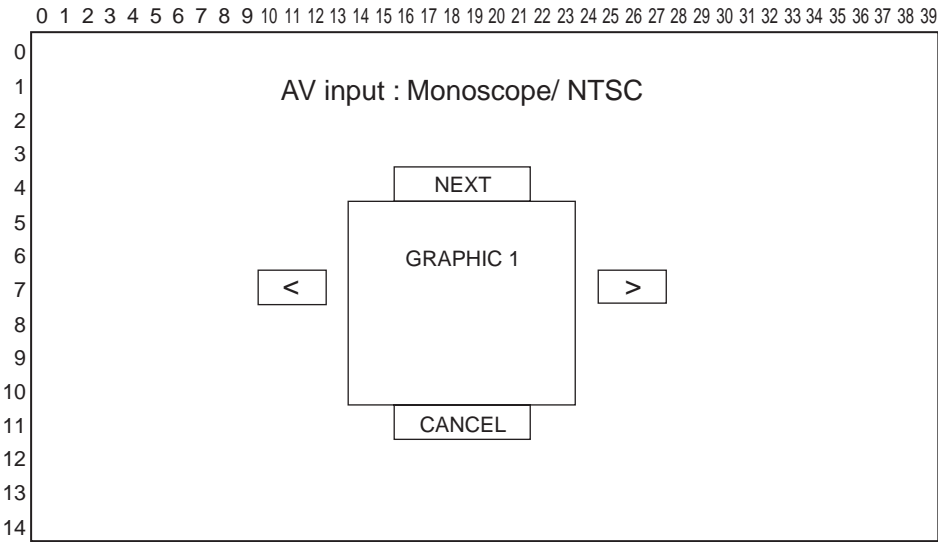 0 1 2 3 4 5 6 7 8 9 10 11 12 13 14 15 16 17 18 19 20 21 22 23 24 25 26 27 28 29 30 31 32 33 34 35 36 37 38 39
0
1 AV input : Monoscope/ NTSC
2
3
4 NEXT
5
6 GRAPHIC 1
7 < >
8
9
10
11 CANCEL
12
13
14